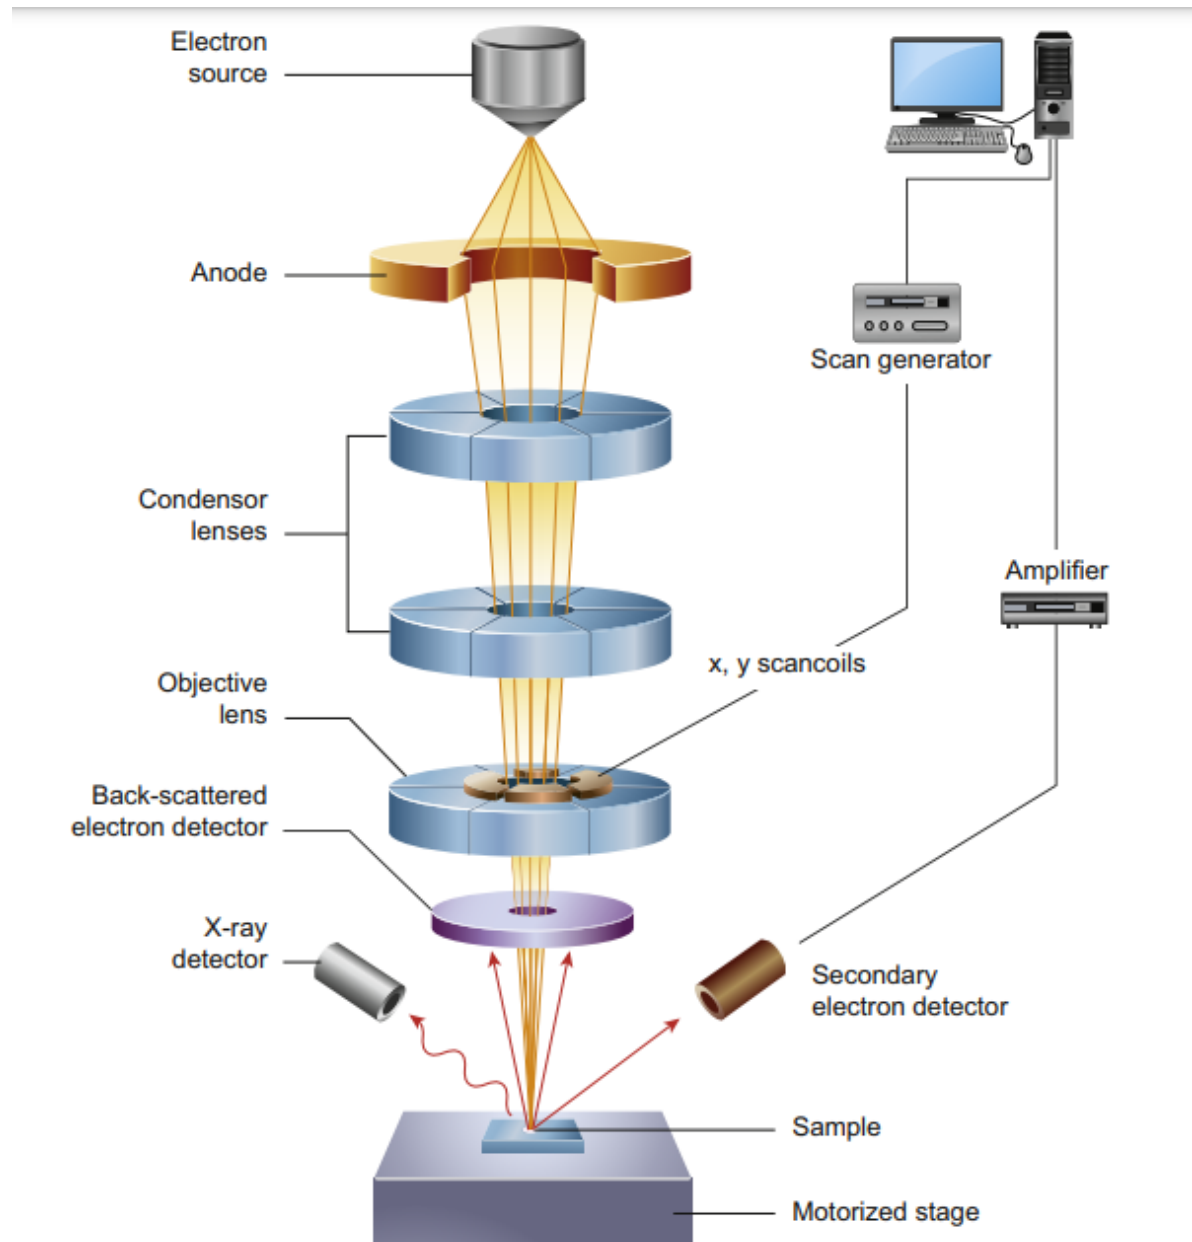 Electron
source
Anode
Scan generator
Condensor
lenses
Amplifier
x, y scancoils
Objective
lens
Back-scattered
electron detector
X-ray
detector
Secondary
electron detector
Sample
Motorized stage